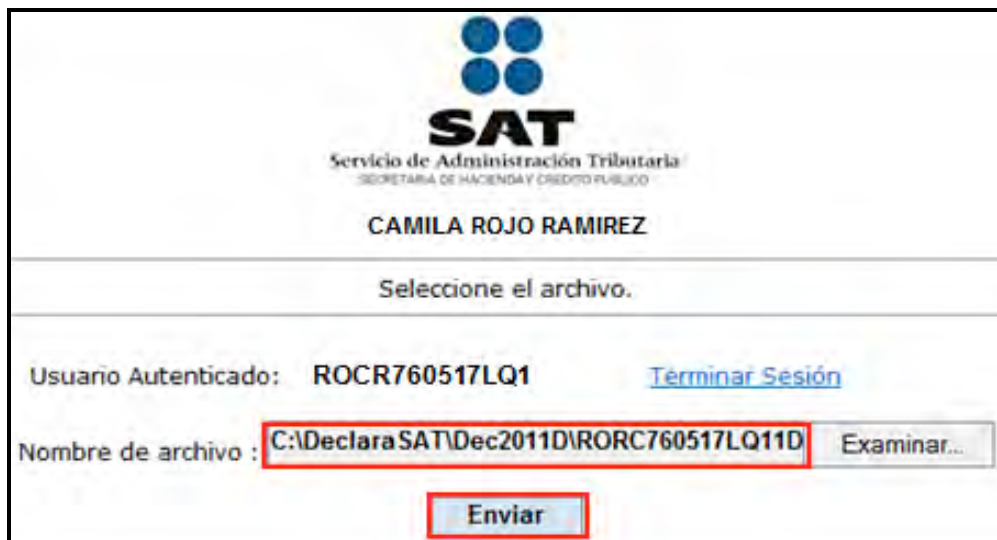 SAT
Servicio de Administración Tributaria
SECRETARIA DE HACIENDA Y CREDITO PUBLICO
CAMILA ROJO RAMIREZ
Seleccione el archivo.
Usuario Autenticado: ROCR760517LQ1 Terminar Sesión
Nombre de archivo : C:\DeclaraSAT\Dec2011D\RORC760517LQ11D Examinar...
Enviar